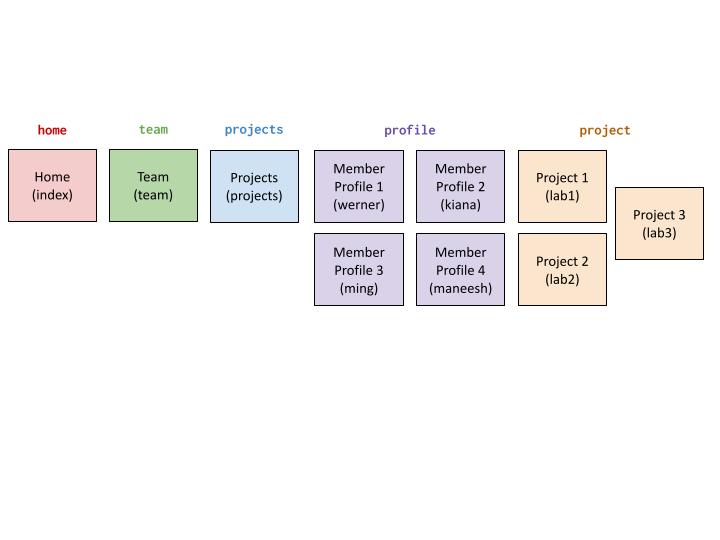 home
team
projects
profile
project
Home
(index)
Team
(team)
Projects
(projects)
Member
Profile 1
(werner)
Member
Profile 2
(kiana)
Project 1
(lab1)
Project 3
(lab3)
Member
Profile 3
(ming)
Member
Profile 4
(maneesh)
Project 2
(lab2)